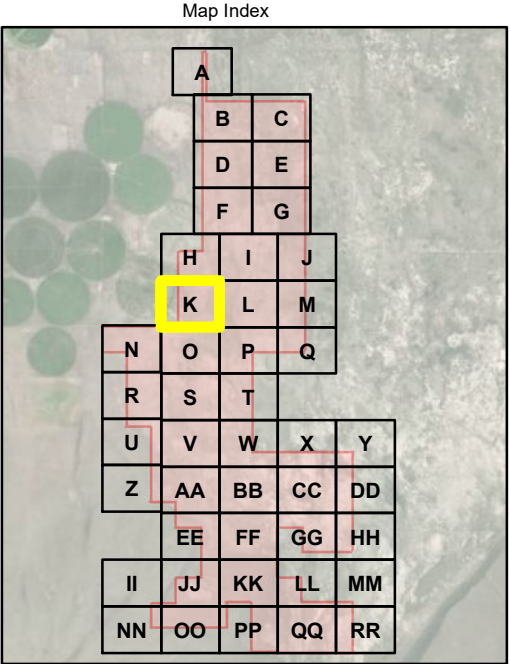 Map Index
A
B C
D E
F G
H I J
K L M
N O P Q
R S T
U V W X Y
Z AA BB CC DD
EE FF GG HH
II JJ KK LL MM
NN OO PP QQ RR